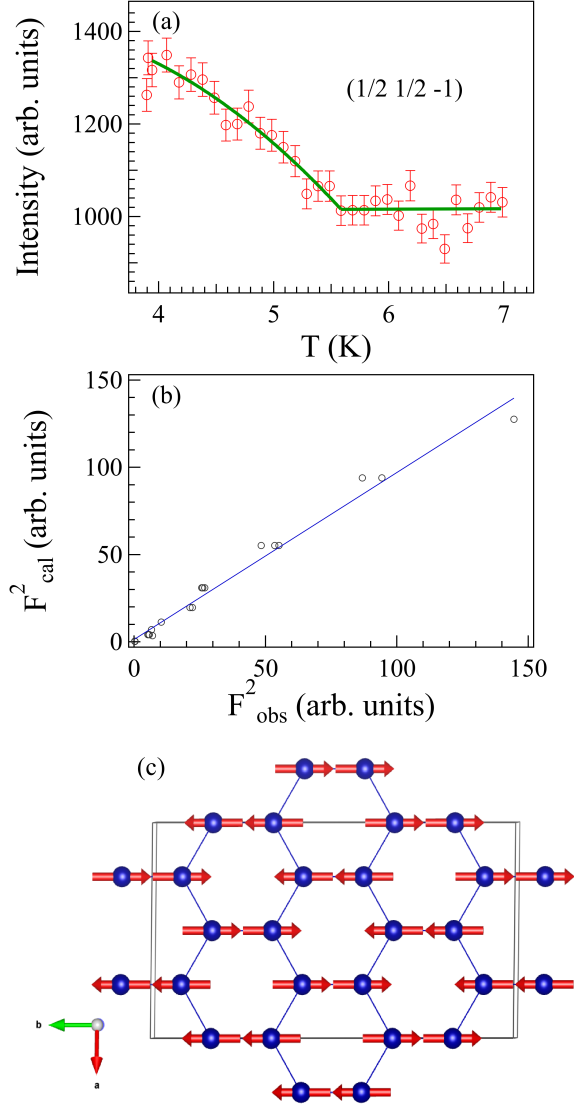 (a)
1400
1200
1000
Intensity (arb. units)
(1/2 1/2 -1)
4 5 6 7
T (K)
(b)
150
100
50
0
F²cal (arb. units)
0 50 100 150
F²obs (arb. units)
(c)
b
a